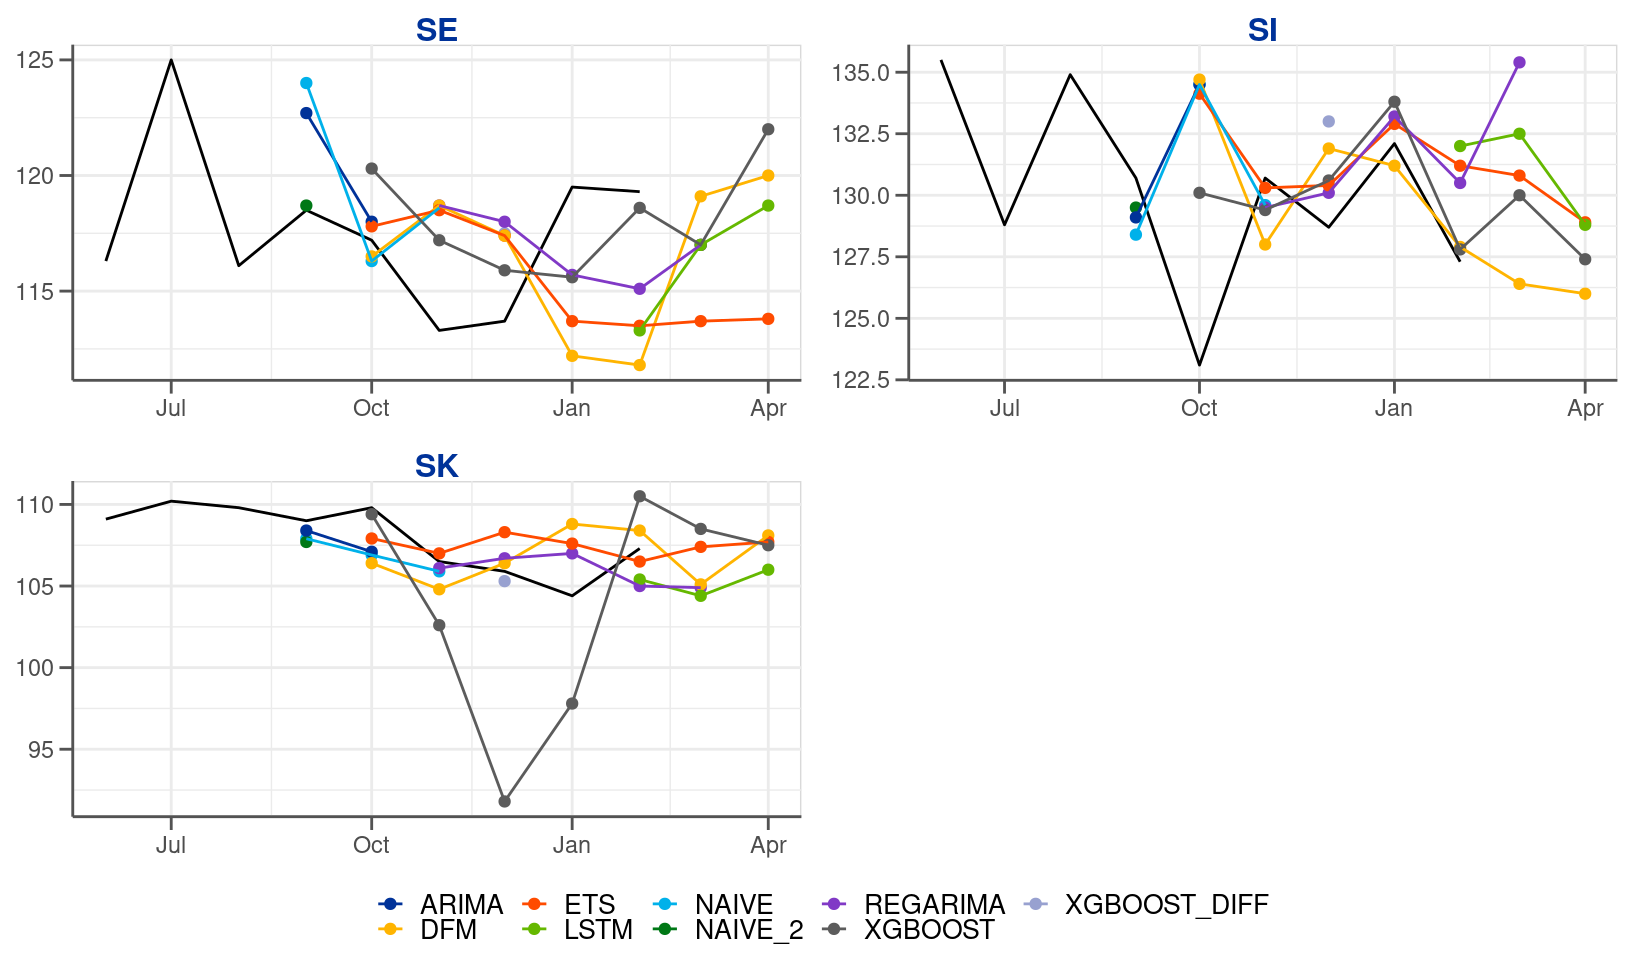 SE
SI
125
120
115
Jul Oct Jan Apr
135.0
132.5
130.0
127.5
125.0
122.5
Jul Oct Jan Apr
SK
110
105
100
95
Jul Oct Jan Apr
ARIMA ETS NAIVE REGARIMA XGBOOST_DIFF
DFM LSTM NAIVE_2 XGBOOST